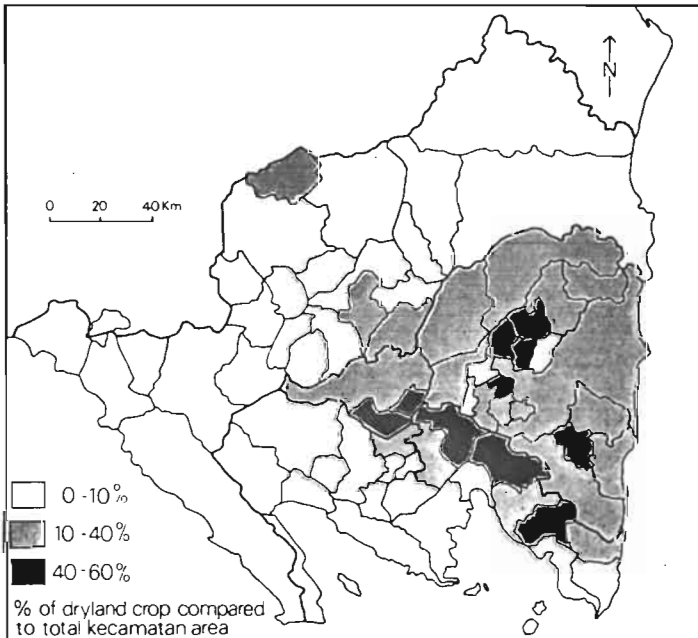 N
0 20 40 Km
0-10%
10-40%
40-60%
% of dryland crop compared
to total kecamatan area